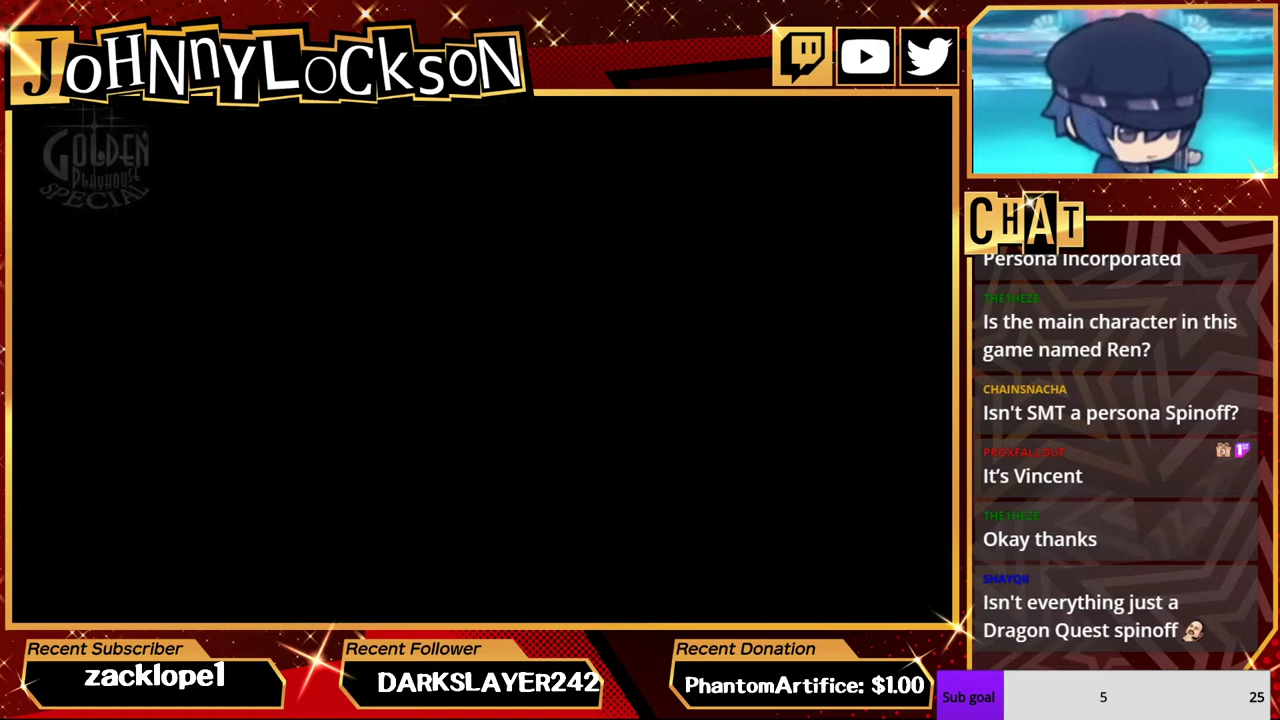 JOHNNYLOCKSON
GOLDEN
PLAYHOUSE
SPECIAL
CHAT
Persona Incorporated
THE1HEZE
Is the main character in this
game named Ren?
CHAINSNACHA
Isn't SMT a persona Spinoff?
PROXFALLOUT
It's Vincent
THE1HEZE
Okay thanks
SHAYQII
Isn't everything just a
Dragon Quest spinoff
Recent Subscriber
zacklope1
Recent Follower
DARKSLAYER242
Recent Donation
PhantomArtifice: $1.00
Sub goal
5
25